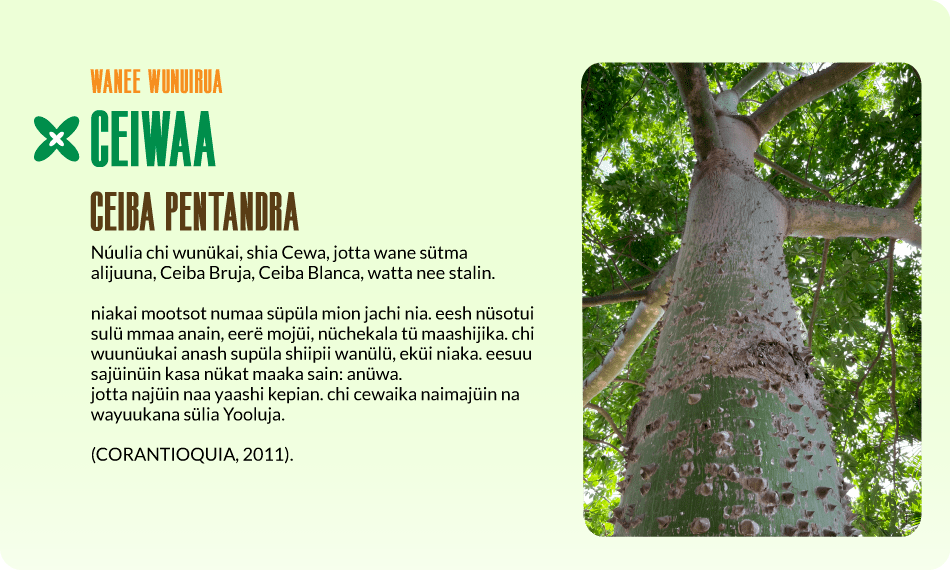 WANEE WUNUIRUA
CEIWAA
CEIBA PENTANDRA
Núulia chi wunükai, shia Cewa, jotta wane sütma
alijuuna, Ceiba Bruja, Ceiba Blanca, watta nee stalin.
niakai mootsot numaa süpüla mion jachi nia. eesh nüsotui
sulü mmaa anain, eerë mojüi, nüchekala tü maashijika. chi
wuunüukai anash supüla shiipii wanülü, eküi niaka. eesuu
sajüinüin kasa nükat maaka sain: anüwa.
jotta najüin naa yaashi kepian. chi cewaika naimajüin na
wayuukana sülia Yooluja.
(CORANTIOQUIA, 2011).